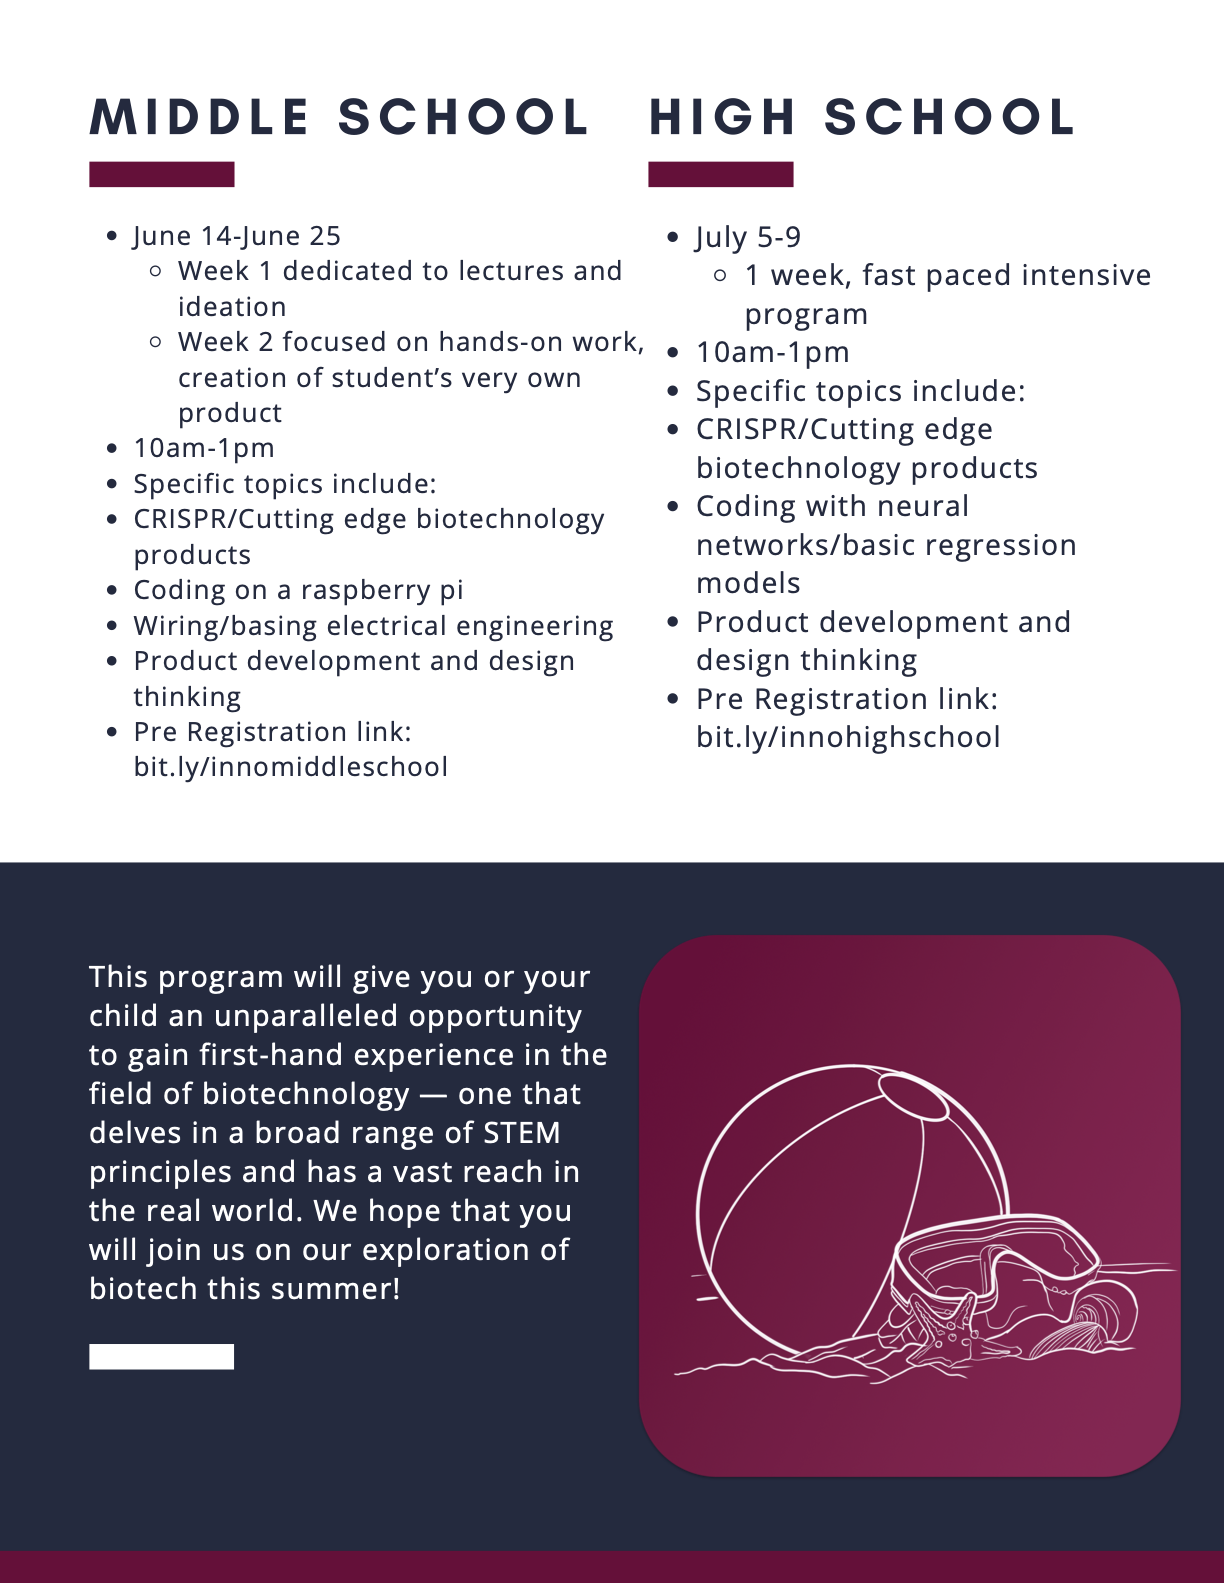 MIDDLE SCHOOL
June 14-June 25
Week 1 dedicated to lectures and
ideation
Week 2 focused on hands-on work,
creation of student’s very own
product
10am-1pm
Specific topics include:
CRISPR/Cutting edge biotechnology
products
Coding on a raspberry pi
Wiring/basing electrical engineering
Product development and design
thinking
Pre Registration link:
bit.ly/innomiddleschool
HIGH SCHOOL
July 5-9
1 week, fast paced intensive
program
10am-1pm
Specific topics include:
CRISPR/Cutting edge
biotechnology products
Coding with neural
networks/basic regression
models
Product development and
design thinking
Pre Registration link:
bit.ly/innohighschool
This program will give you or your
child an unparalleled opportunity
to gain first-hand experience in the
field of biotechnology — one that
delves in a broad range of STEM
principles and has a vast reach in
the real world. We hope that you
will join us on our exploration of
biotech this summer!